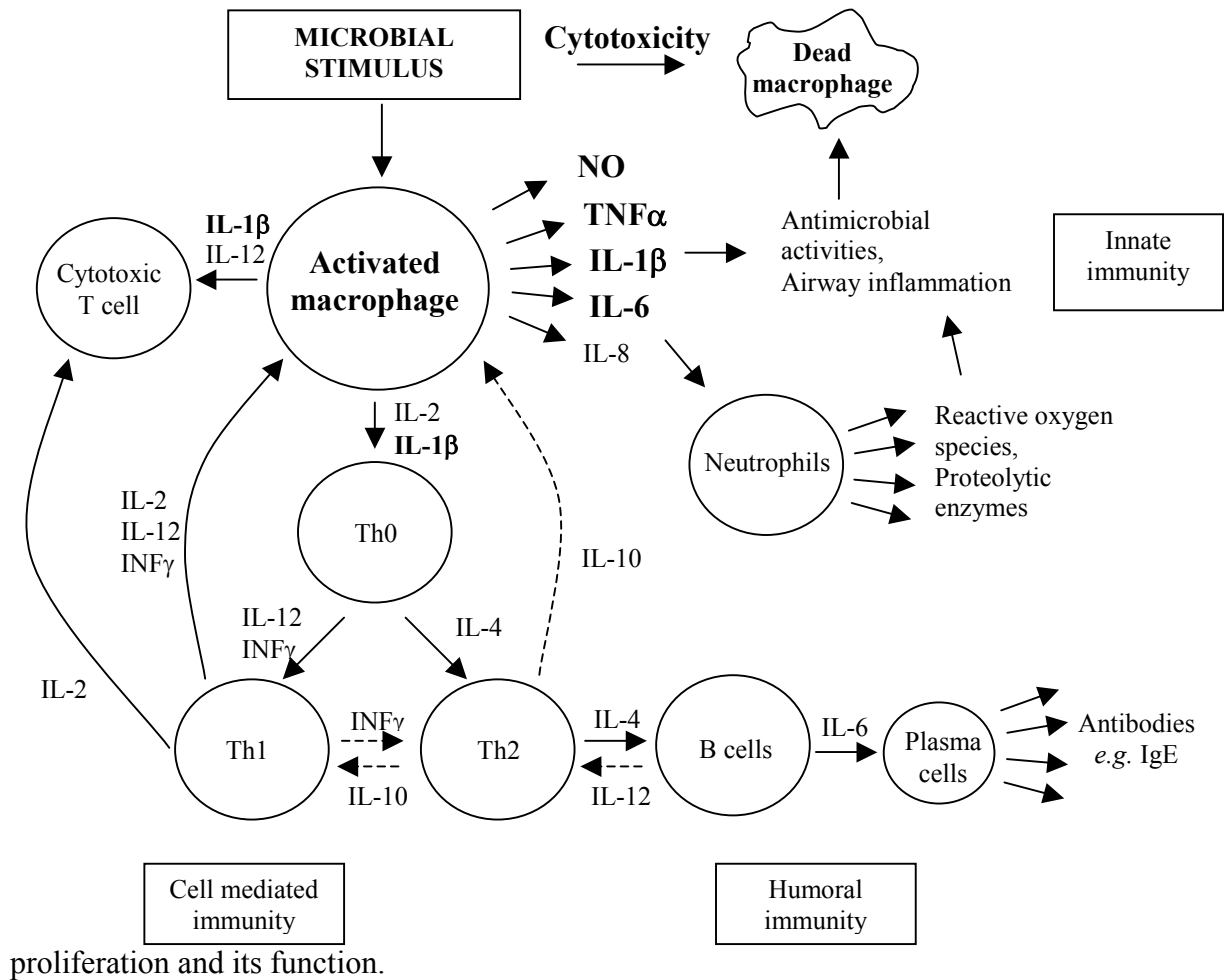 MICROBIAL
STIMULUS
Cytotoxicity
Dead
macrophage
NO
TNFα
IL-1β
IL-6
IL-8
IL-1β
IL-12
Cytotoxic
T cell
Activated
macrophage
Antimicrobial
activities,
Airway inflammation
Innate
immunity
IL-2
IL-1β
Neutrophils
Reactive oxygen
species,
Proteolytic
enzymes
IL-2
IL-12
INFγ
Th0
IL-10
IL-12
INFγ
IL-4
IL-2
Th1
INFγ
IL-10
Th2
IL-4
IL-12
B cells
IL-6
Plasma
cells
Antibodies
e.g. IgE
Cell mediated
immunity
Humoral
immunity
proliferation and its function.